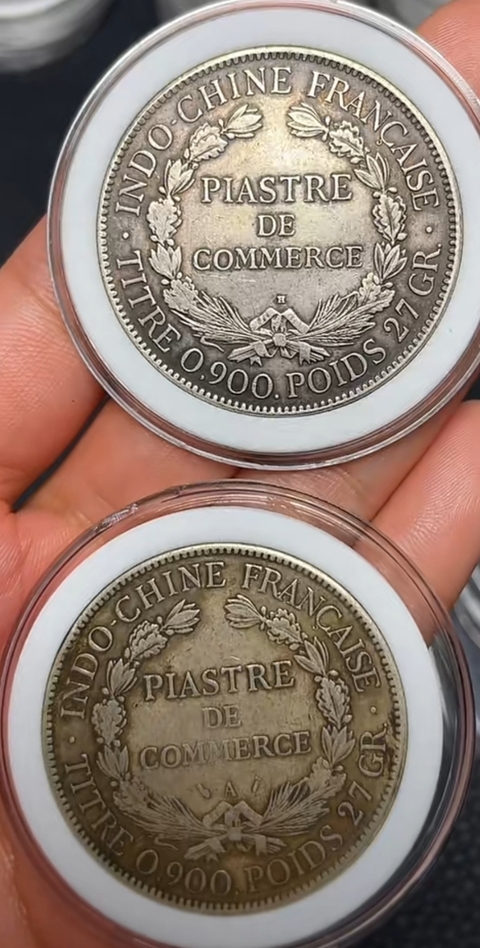 INDO-CHINE FRANÇAISE
PIASTRE
DE
COMMERCE
H
TITRE 0.900. POIDS 27 GR.
INDO-CHINE FRANÇAISE
PIASTRE
DE
COMMERCE
A
TITRE 0.900. POIDS 27 GR.